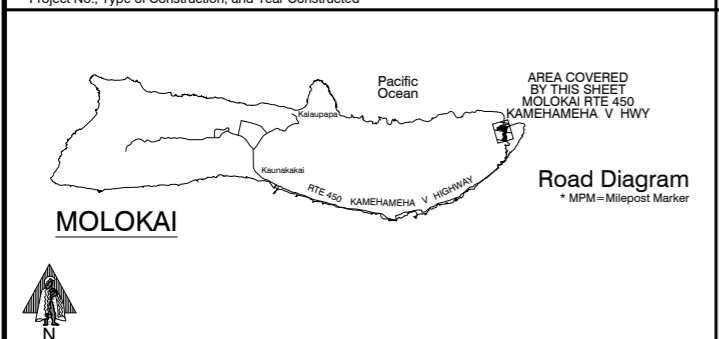 Project No., Type of Construction, and Year Constructed
Pacific
Ocean
AREA COVERED
BY THIS SHEET
MOLOKAI RTE 450
KAMEHAMEHA V HWY
Kalaupapa
Kaunakakai
RTE 450 KAMEHAMEHA V HIGHWAY
Road Diagram
* MPM=Milepost Marker
MOLOKAI
N